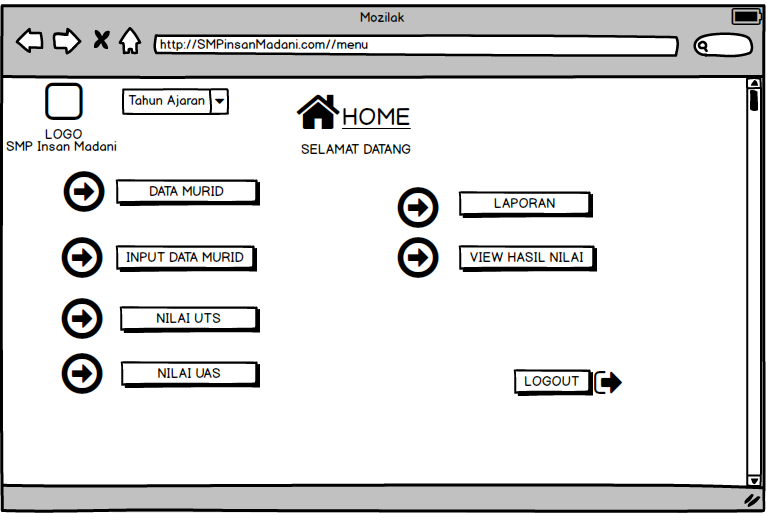 Mozilak
http://SMPinsanMadani.com//menu
Tahun Ajaran
HOME
LOGO
SMP Insan Madani
SELAMAT DATANG
DATA MURID
LAPORAN
INPUT DATA MURID
VIEW HASIL NILAI
NILAI UTS
NILAI UAS
LOGOUT